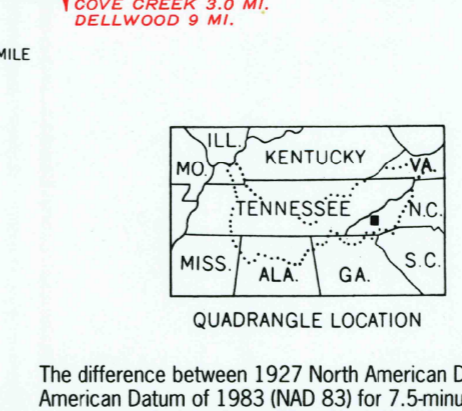 COVE CREEK 3.0 MI.
DELLWOOD 9 MI.
MILE
ILL.
MO.
KENTUCKY
VA.
TENNESSEE
N.C.
MISS.
ALA.
GA.
S.C.
QUADRANGLE LOCATION
The difference between 1927 North American D
American Datum of 1983 (NAD 83) for 7.5-minu